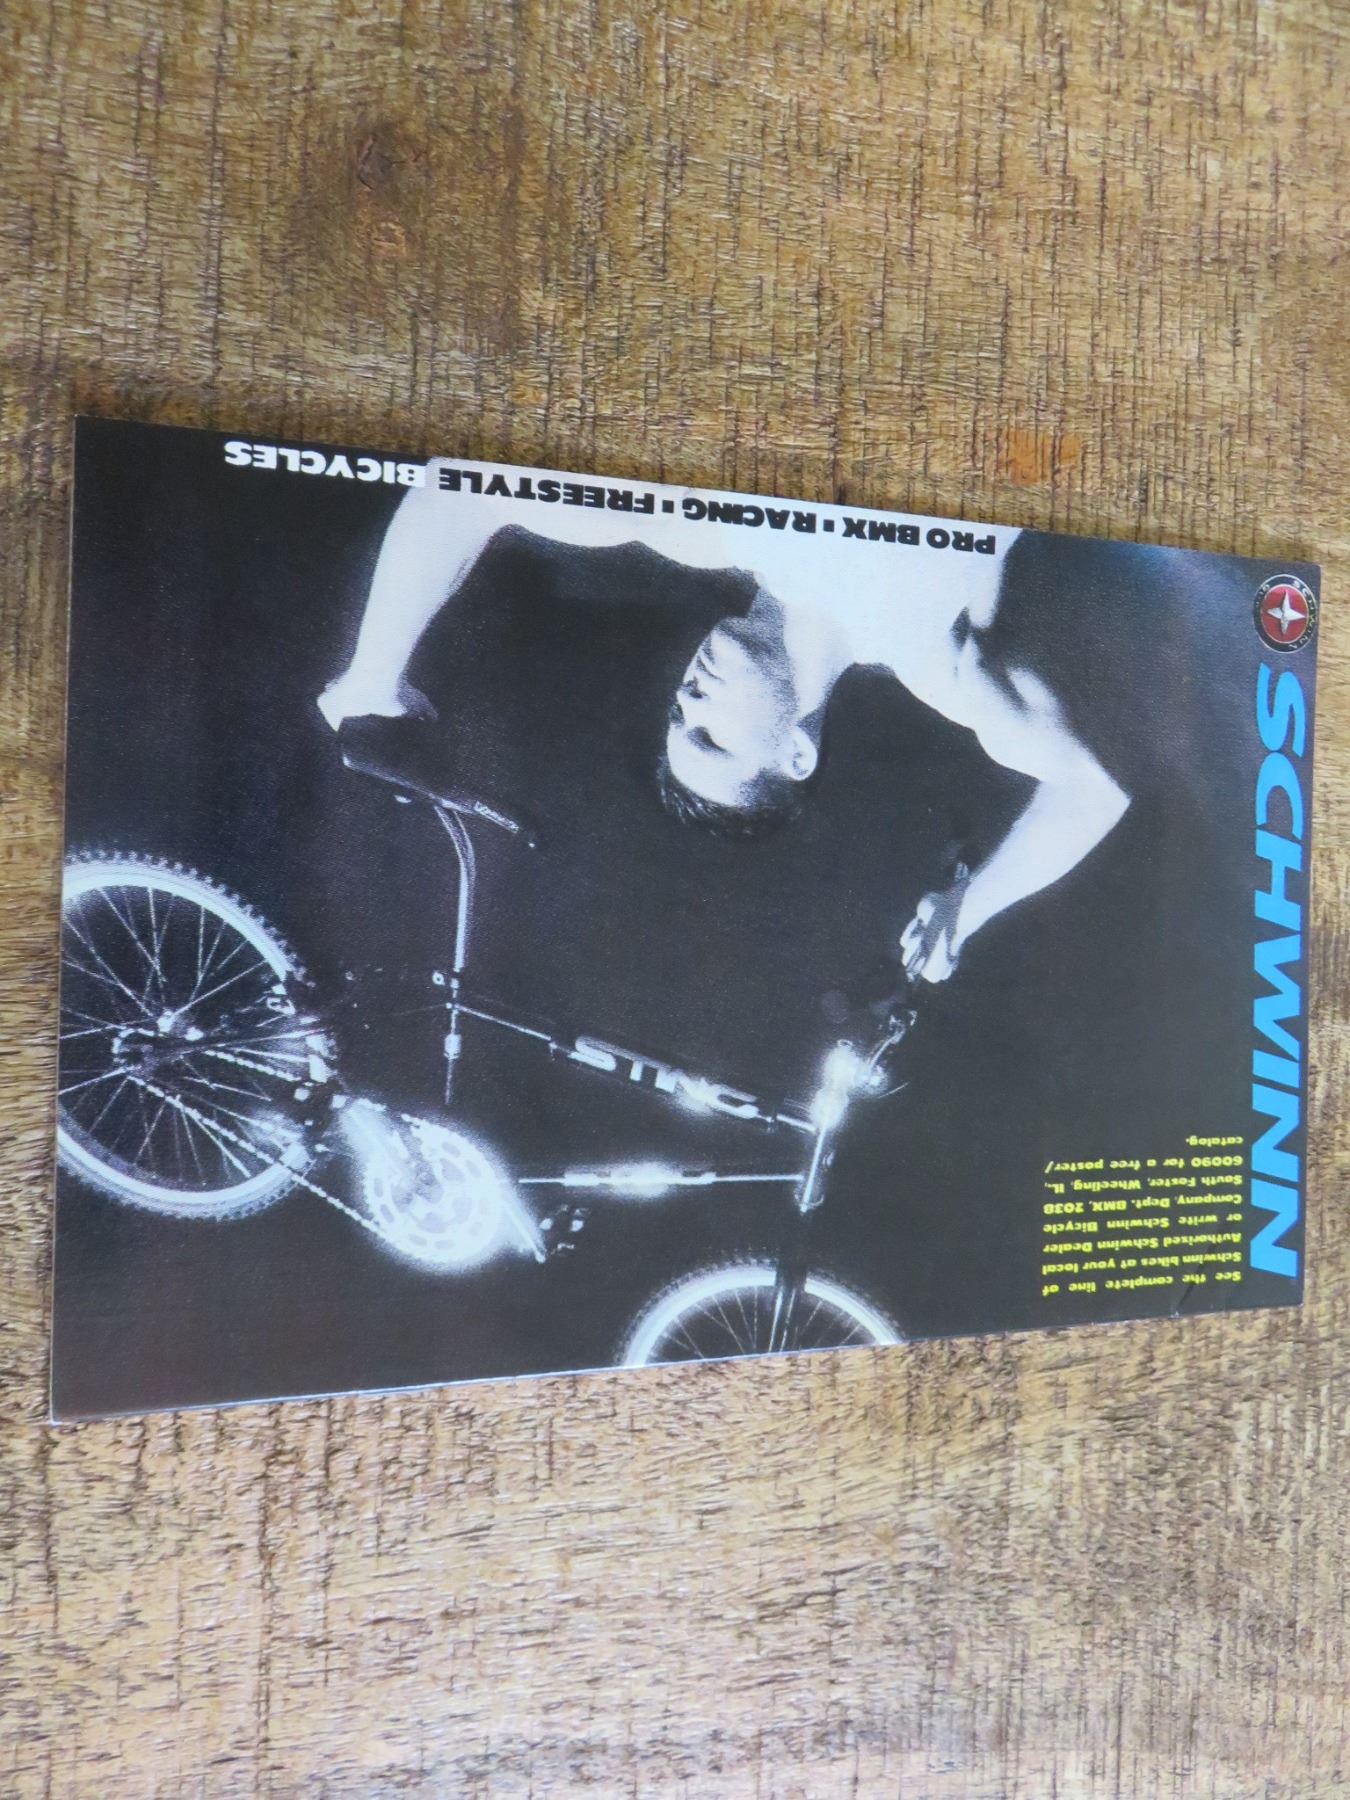 See the complete line of
Schwinn bikes at your local
Authorized Schwinn Dealer
or write Schwinn Bicycle
Company, Dept. BMX, 2038
South Foster, Wheeling, IL,
60090 for a free poster/
catalog.
SCHWINN
STING
PRO BMX ▪ RACING ▪ FREESTYLE BICYCLES